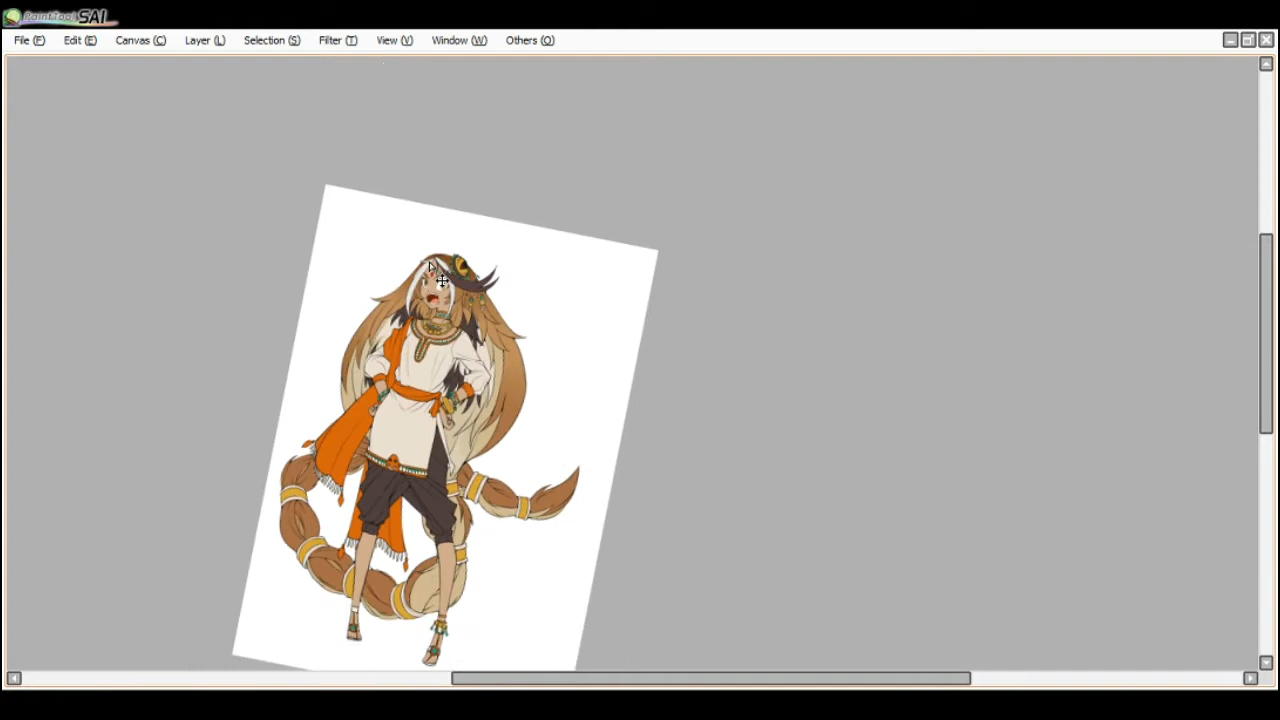 PaintTool SAI
File (F) Edit (E) Canvas (C) Layer (L) Selection (S) Filter (T) View (V) Window (W) Others (O)